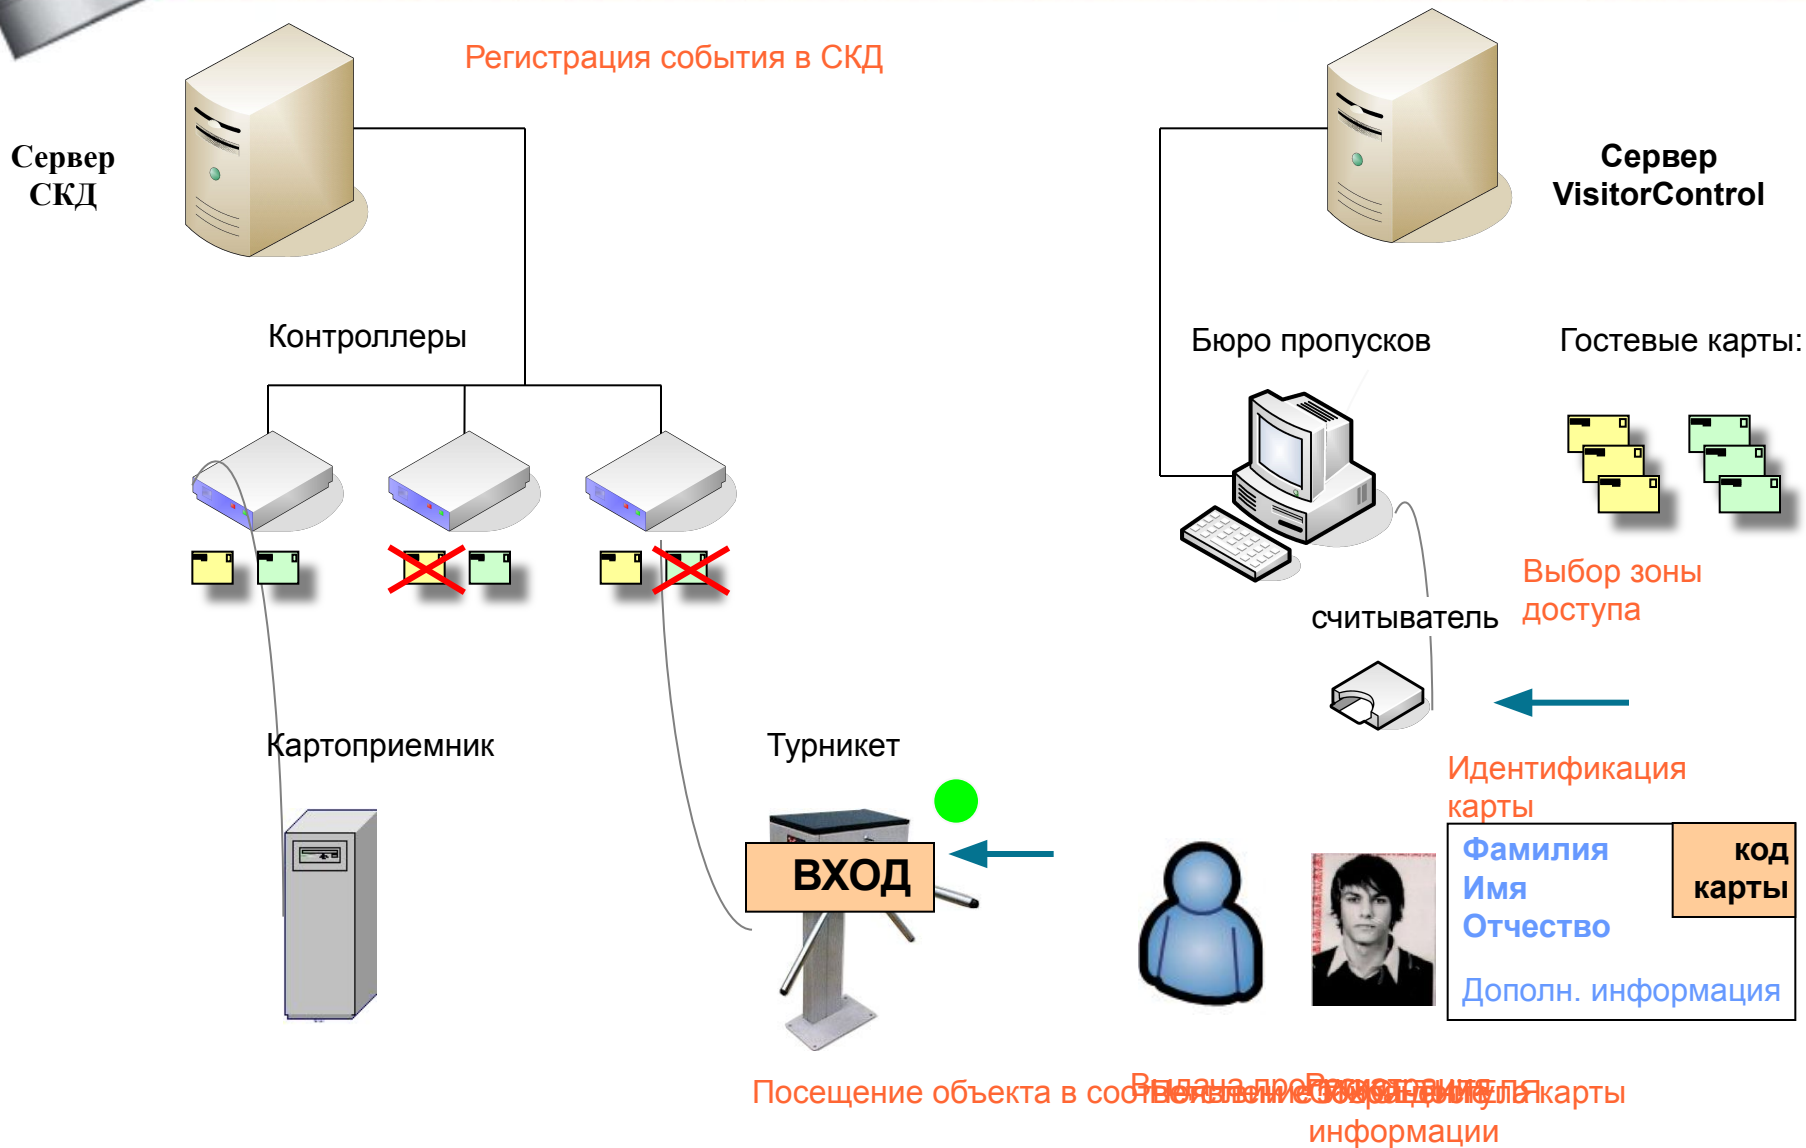 Регистрация события в СКД
Сервер
СКД
Сервер
VisitorControl
Контроллеры
Бюро пропусков
Гостевые карты:
Выбор зоны
доступа
считыватель
Картоприемник
Турникет
Идентификация
карты
ВХОД
Фамилия
Имя
Отчество
Дополн. информация
код
карты
Посещение объекта в
карты
информации